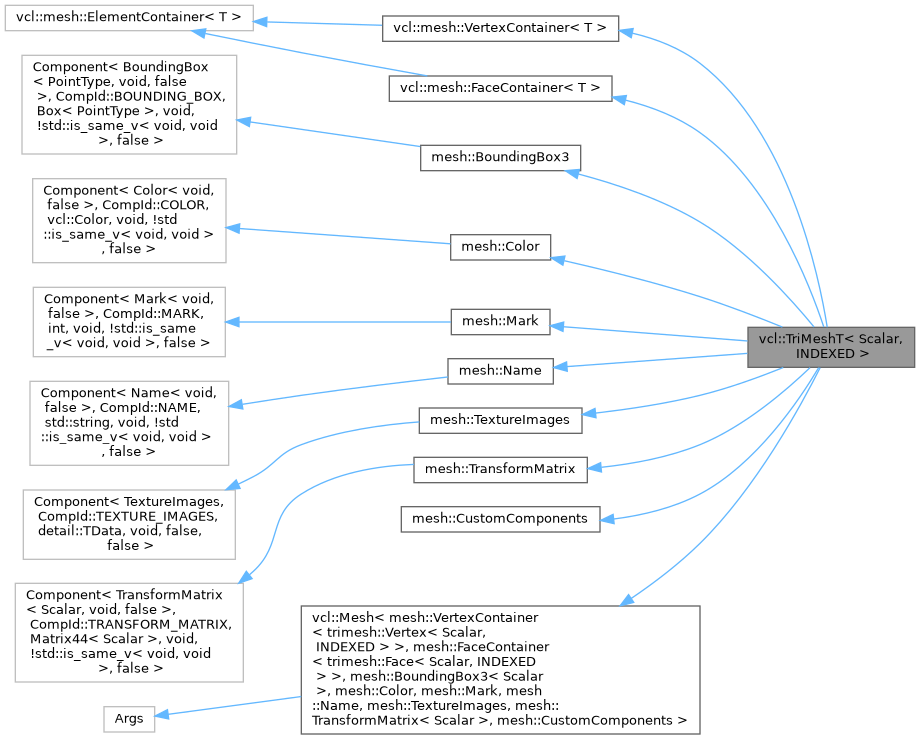 vcl::mesh::ElementContainer< T >
Component< BoundingBox
< PointType, void, false
>, CompId::BOUNDING_BOX,
Box< PointType >, void,
!std::is_same_v< void, void
>, false >
Component< Color< void,
false >, CompId::COLOR,
vcl::Color, void, !std
::is_same_v< void, void >
, false >
Component< Mark< void,
false >, CompId::MARK,
int, void, !std::is_same
_v< void, void >, false >
Component< Name< void,
false >, CompId::NAME,
std::string, void, !std
::is_same_v< void, void >
, false >
Component< TextureImages,
CompId::TEXTURE_IMAGES,
detail::TData, void, false,
false >
Component< TransformMatrix
< Scalar, void, false >,
CompId::TRANSFORM_MATRIX,
Matrix44< Scalar >, void,
!std::is_same_v< void, void
>, false >
Args
vcl::mesh::VertexContainer< T >
vcl::mesh::FaceContainer< T >
mesh::BoundingBox3
mesh::Color
mesh::Mark
mesh::Name
mesh::TextureImages
mesh::TransformMatrix
mesh::CustomComponents
vcl::Mesh< mesh::VertexContainer
< trimesh::Vertex< Scalar,
INDEXED > >, mesh::FaceContainer
< trimesh::Face< Scalar, INDEXED
> >, mesh::BoundingBox3< Scalar
>, mesh::Color, mesh::Mark, mesh
::Name, mesh::TextureImages, mesh::
TransformMatrix< Scalar >, mesh::CustomComponents >
vcl::TriMeshT< Scalar,
INDEXED >